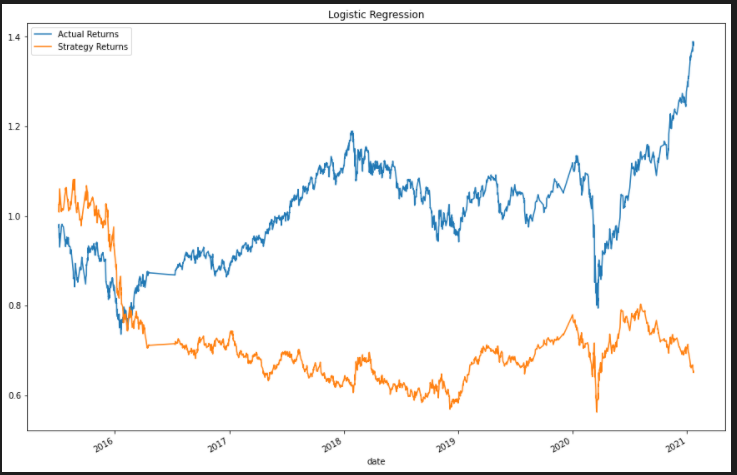 Logistic Regression
Actual Returns
Strategy Returns
1.4
1.2
1.0
0.8
0.6
2016
2017
2018
2019
2020
2021
date